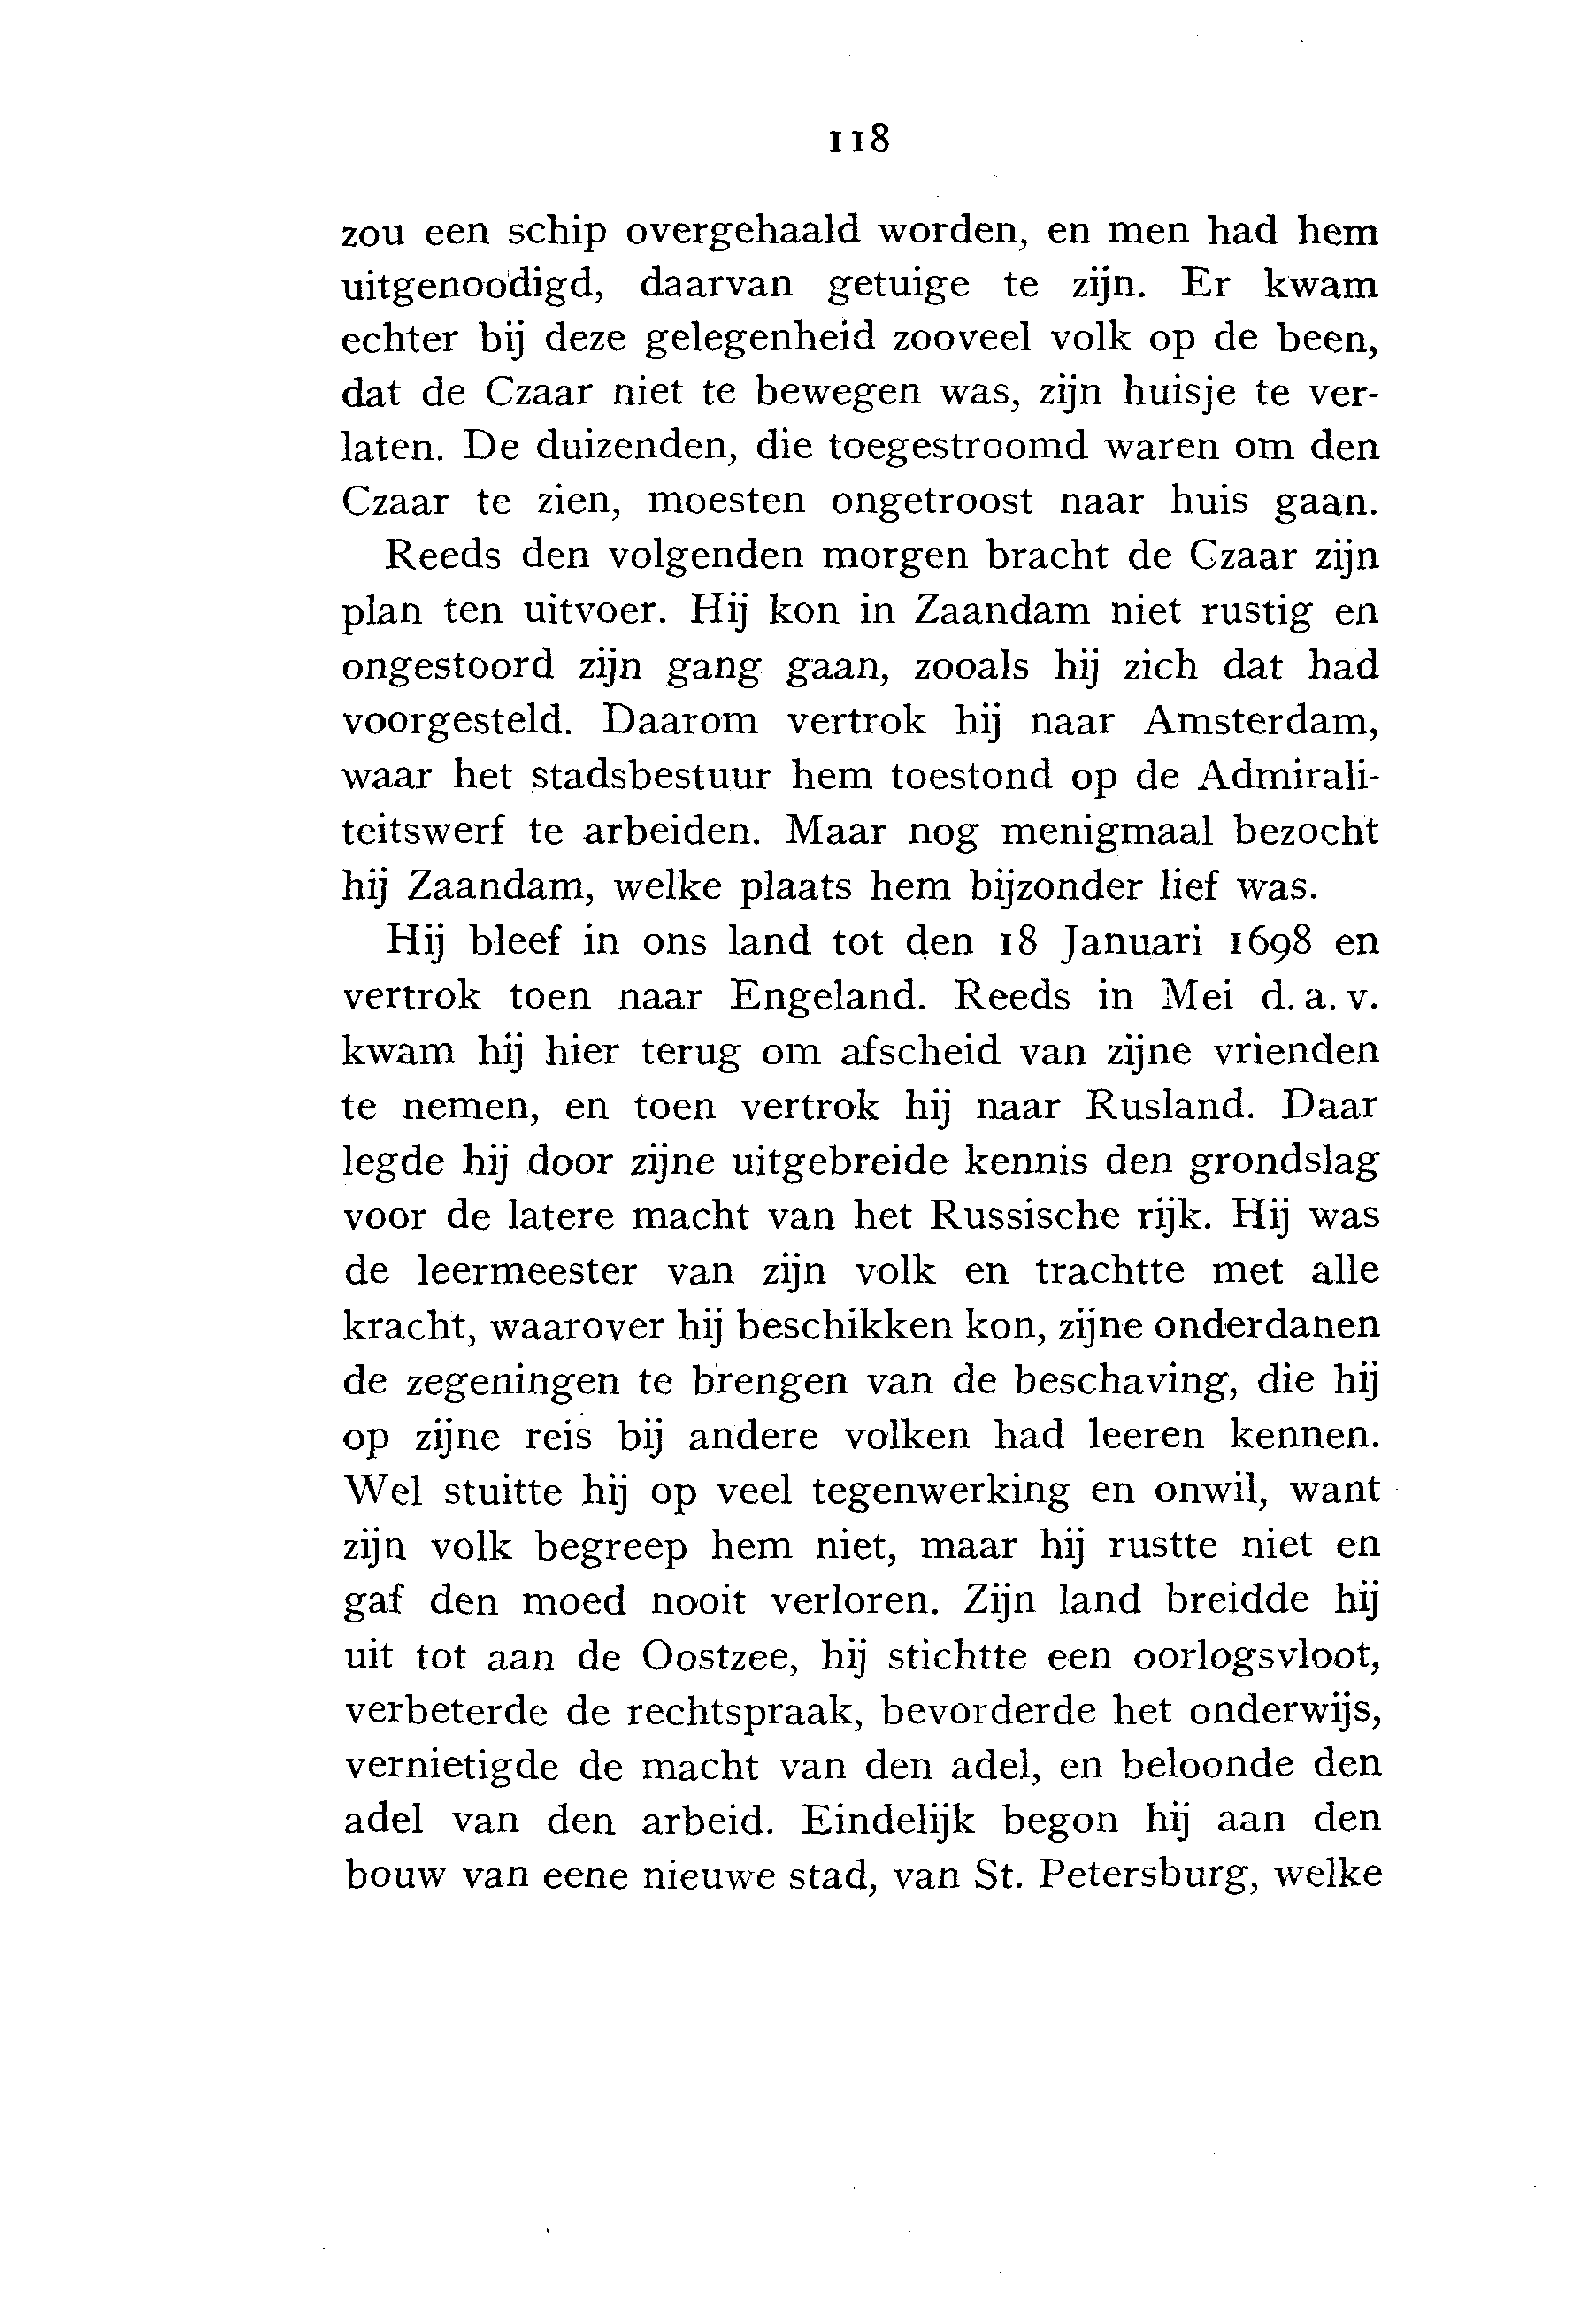 118
zou een schip overgehaald worden, en men had hem
uitgenoodigd, daarvan getuige te zijn. Er kwam
echter bij deze gelegenheid zooveel volk op de been,
dat de Czaar niet te bewegen was, zijn huisje te ver-
laten. De duizenden, die toegestroomd waren om den
Czaar te zien, moesten ongetroost naar huis gaan.
Reeds den volgenden morgen bracht de Czaar zijn
plan ten uitvoer. Hij kon in Zaandam niet rustig en
ongestoord zijn gang gaan, zooals hij zich dat had
voorgesteld. Daarom vertrok hij naar Amsterdam,
waar het stadsbestuur hem toestond op de Admirali-
teitswerf te arbeiden. Maar nog menigmaal bezocht
hij Zaandam, welke plaats hem bijzonder lief was.
Hij bleef in ons land tot den 18 Januari 1698 en
vertrok toen naar Engeland. Reeds in Mei d. a. v.
kwam hij hier terug om afscheid van zijne vrienden
te nemen, en toen vertrok hij naar Rusland. Daar
legde hij door zijne uitgebreide kennis den grondslag
voor de latere macht van het Russische rijk. Hij was
de leermeester van zijn volk en trachtte met alle
kracht, waarover hij beschikken kon, zijne onderdanen
de zegeningen te brengen van de beschaving, die hij
op zijne reis bij andere volken had leeren kennen.
Wel stuitte hij op veel tegenwerking en onwil, want
zijn volk begreep hem niet, maar hij rustte niet en
gaf den moed nooit verloren. Zijn land breidde hij
uit tot aan de Oostzee, hij stichtte een oorlogsvloot,
verbeterde de rechtspraak, bevorderde het onderwijs,
vernietigde de macht van den adel, en beloonde den
adel van den arbeid. Eindelijk begon hij aan den
bouw van eene nieuwe stad, van St. Petersburg, welke